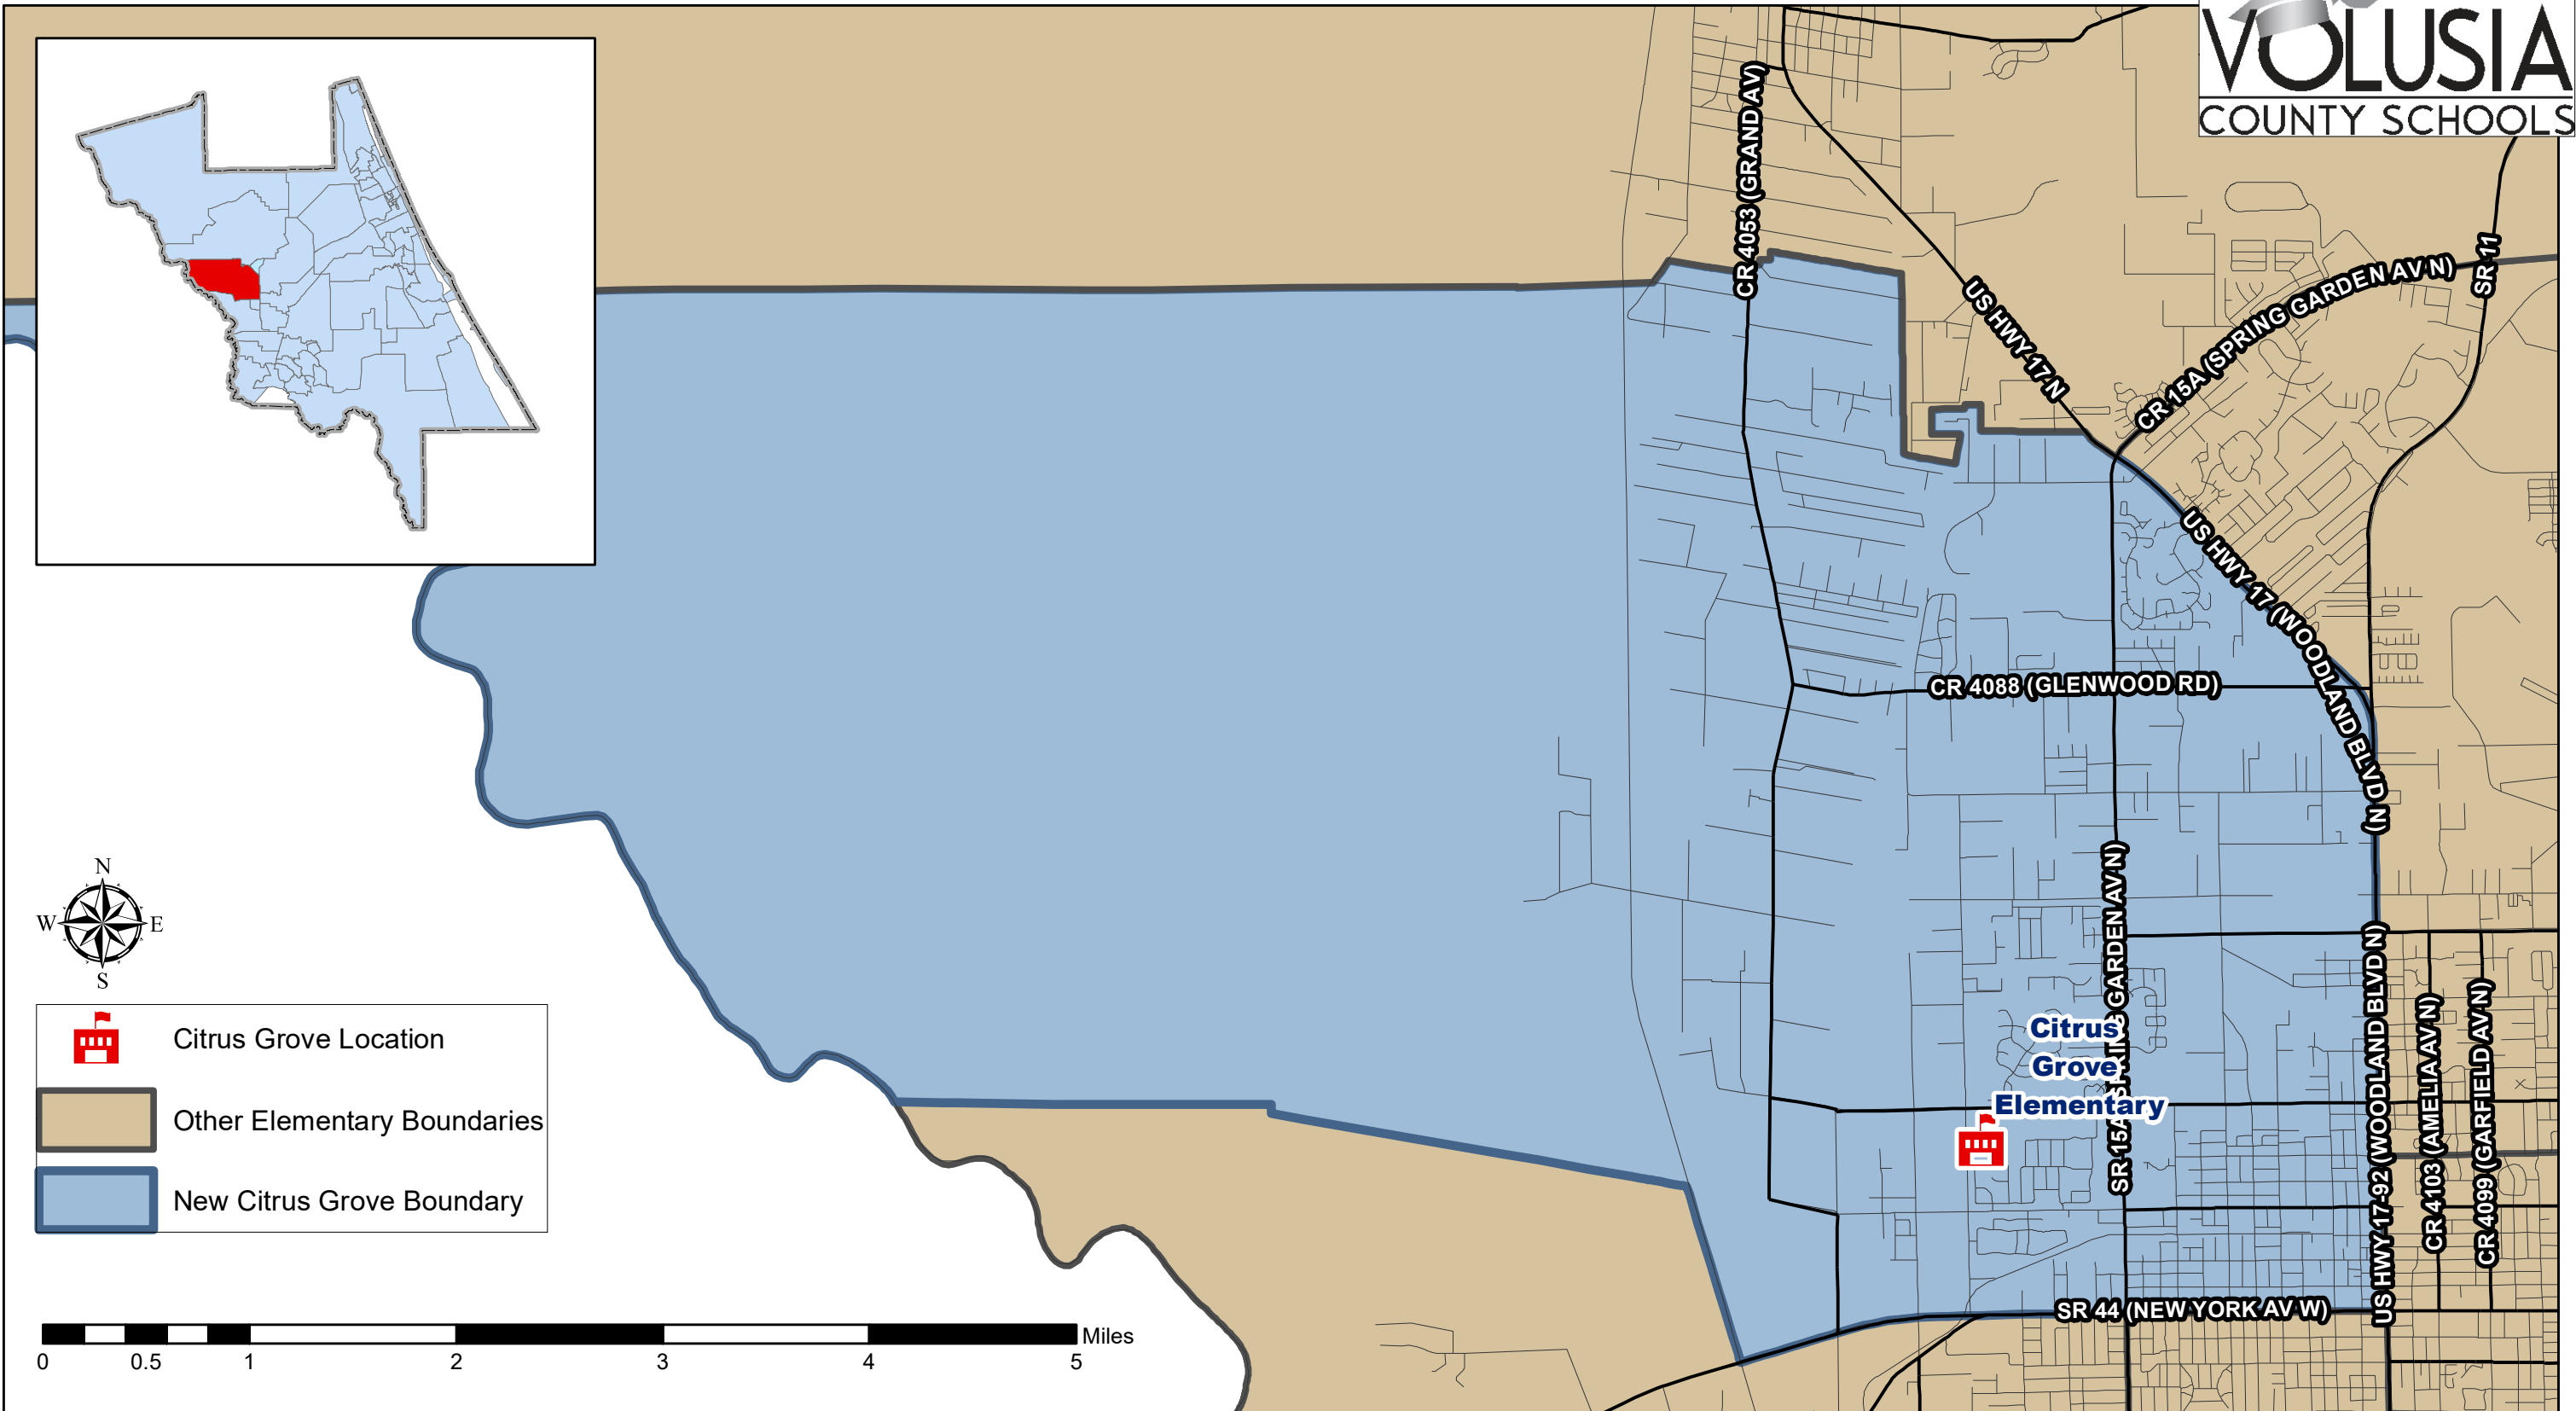 VOLUSIA
COUNTY SCHOOLS
CR 4053 (GRAND AV)
US HWY 17 N
CR 15A (SPRING GARDEN AV N)
SR 11
US HWY 17 (WOODLAND BLVD N)
CR 4088 (GLENWOOD RD)
SR 15A (SPRING GARDEN AV N)
US HWY 17-92 (WOODLAND BLVD N)
CR 4103 (AMELIA AV N)
CR 4099 (GARFIELD AV N)
Citrus
Grove
Elementary
SR 44 (NEW YORK AV W)
N
W E
S
Citrus Grove Location
Other Elementary Boundaries
New Citrus Grove Boundary
Miles
0 0.5 1 2 3 4 5